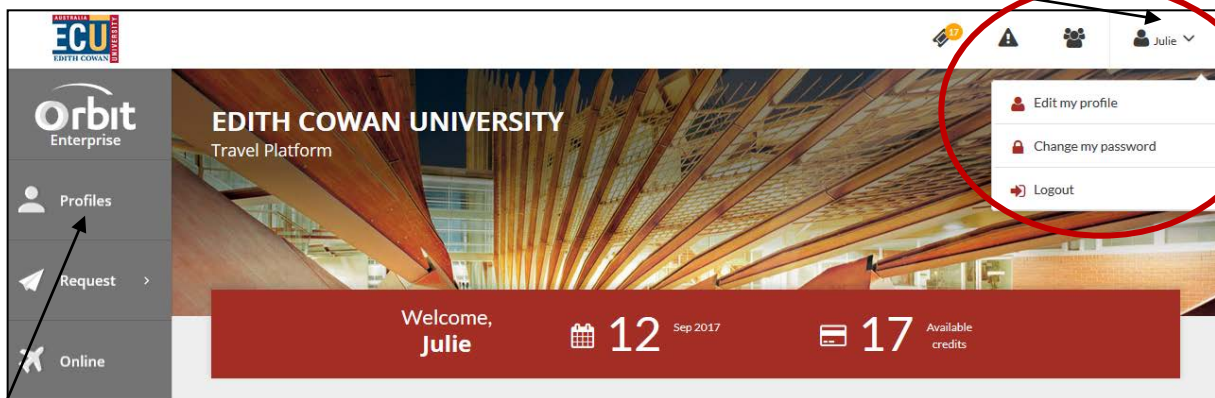 AUSTRALIA
ECU
EDITH COWAN
UNIVERSITY
17
Julie
Orbit
Enterprise
EDITH COWAN UNIVERSITY
Travel Platform
Edit my profile
Change my password
Logout
Profiles
Request
Online
Welcome,
Julie
12 Sep 2017
17 Available
credits